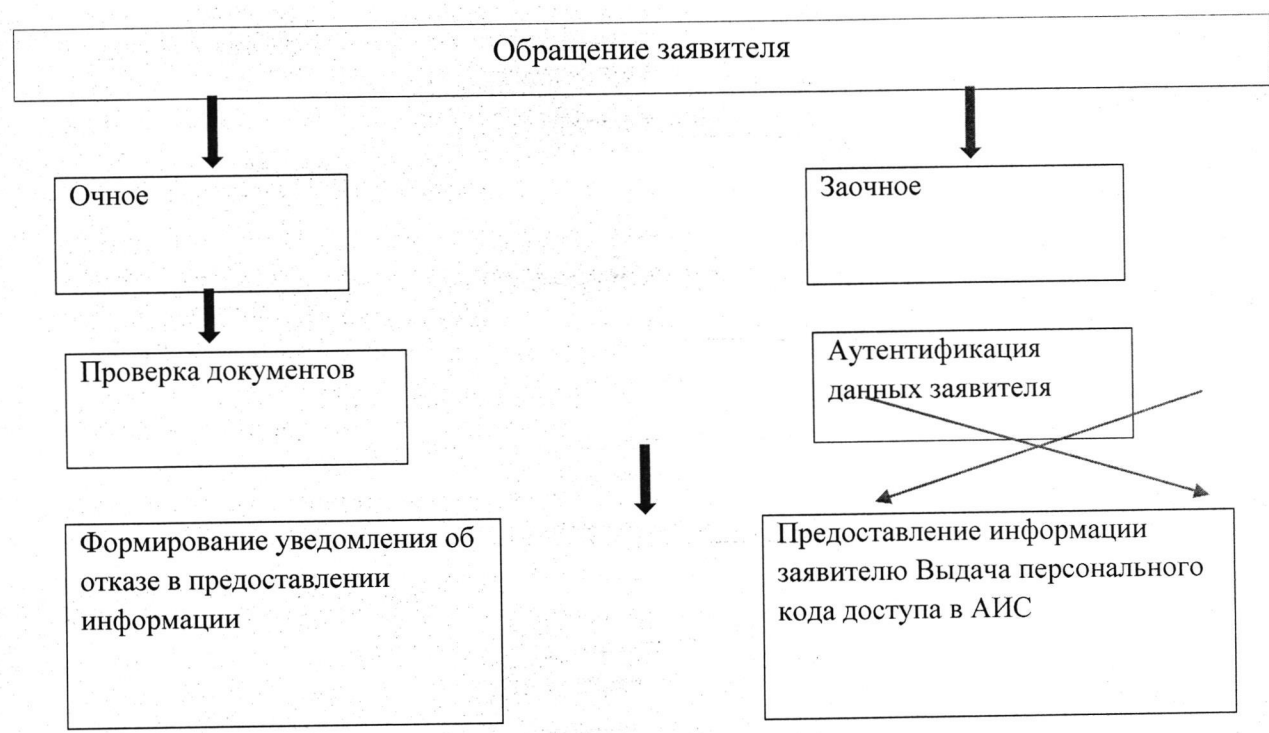 Обращение заявителя
Очное
Заочное
Проверка документов
Аутентификация
данных заявителя
Формирование уведомления об
отказе в предоставлении
информации
Предоставление информации
заявителю Выдача персонального
кода доступа в АИС